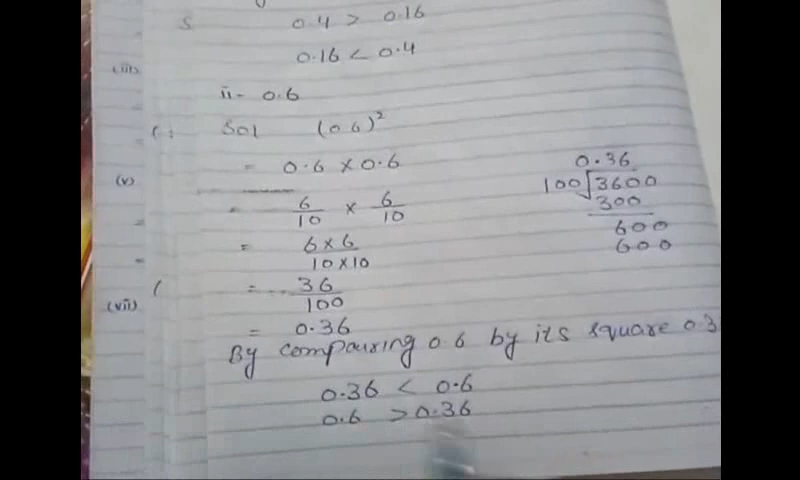 S 0.4 > 0.16
0.16 < 0.4
(iii)
ii- 0.6
Sol (0.6)²
= 0.6 × 0.6
(v)
= 6/10 × 6/10
= 6×6/10×10
= 36/100
(vii)
= 0.36
0.36
100)3600
300
600
600
By compairing 0.6 by its square 0.3
0.36 < 0.6
0.6 > 0.36